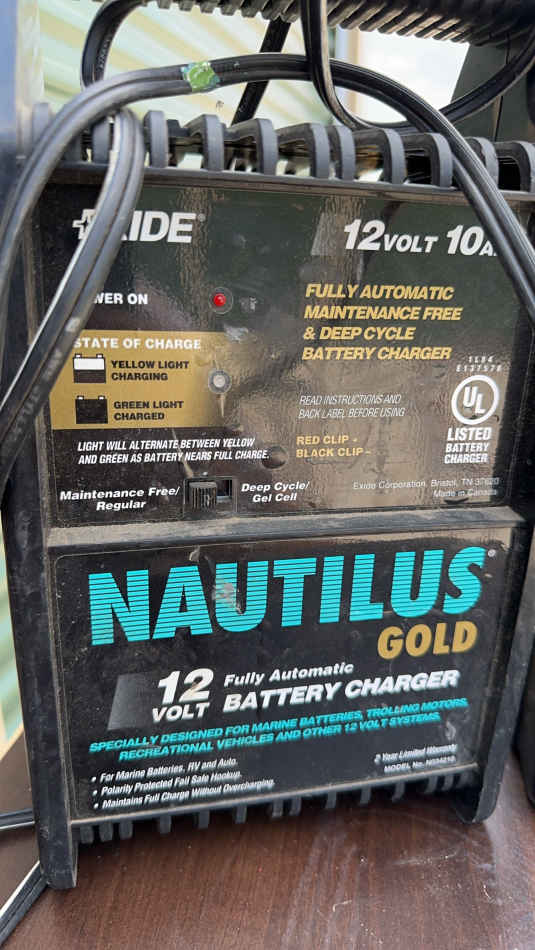 EXIDE®
12VOLT 10A.
WER ON
FULLY AUTOMATIC
MAINTENANCE FREE
& DEEP CYCLE
BATTERY CHARGER
STATE OF CHARGE
YELLOW LIGHT
CHARGING
GREEN LIGHT
CHARGED
1L94
E137578
UL
®
LISTED
BATTERY
CHARGER
READ INSTRUCTIONS AND
BACK LABEL BEFORE USING
RED CLIP +
BLACK CLIP -
LIGHT WILL ALTERNATE BETWEEN YELLOW
AND GREEN AS BATTERY NEARS FULL CHARGE.
Maintenance Free/
Regular
Deep Cycle/
Gel Cell
Exide Corporation, Bristol, TN 37620
Made in Canada
NAUTILUS®
GOLD
12
VOLT
Fully Automatic
BATTERY CHARGER
SPECIALLY DESIGNED FOR MARINE BATTERIES, TROLLING MOTORS,
RECREATIONAL VEHICLES AND OTHER 12 VOLT SYSTEMS.
• For Marine Batteries, RV and Auto.
• Polarity Protected Fail Safe Hookup.
• Maintains Full Charge Without Overcharging.
2 Year Limited Warranty
MODEL No.